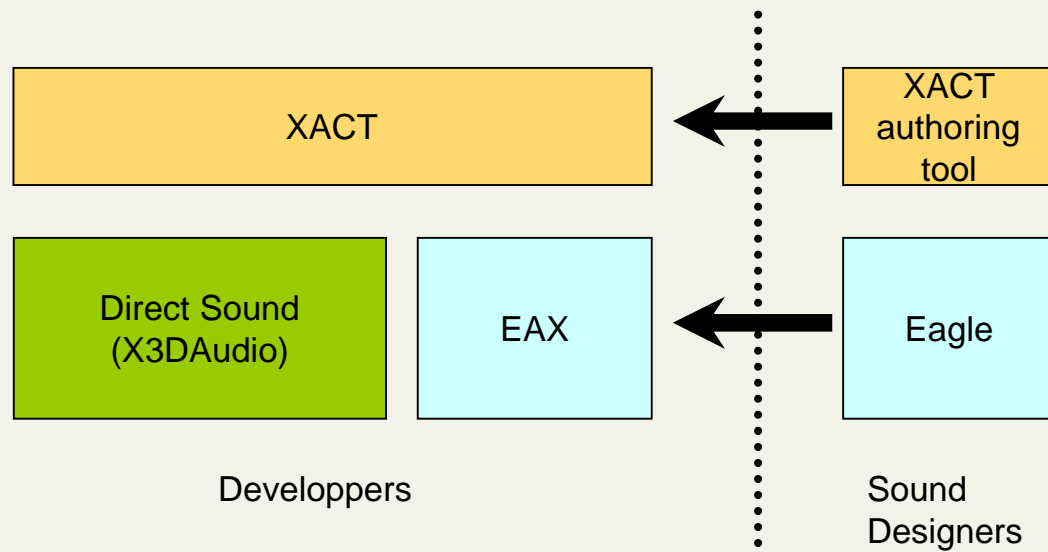 XACT
XACT
authoring
tool
Direct Sound
(X3DAudio)
EAX
Eagle
Developpers
Sound
Designers